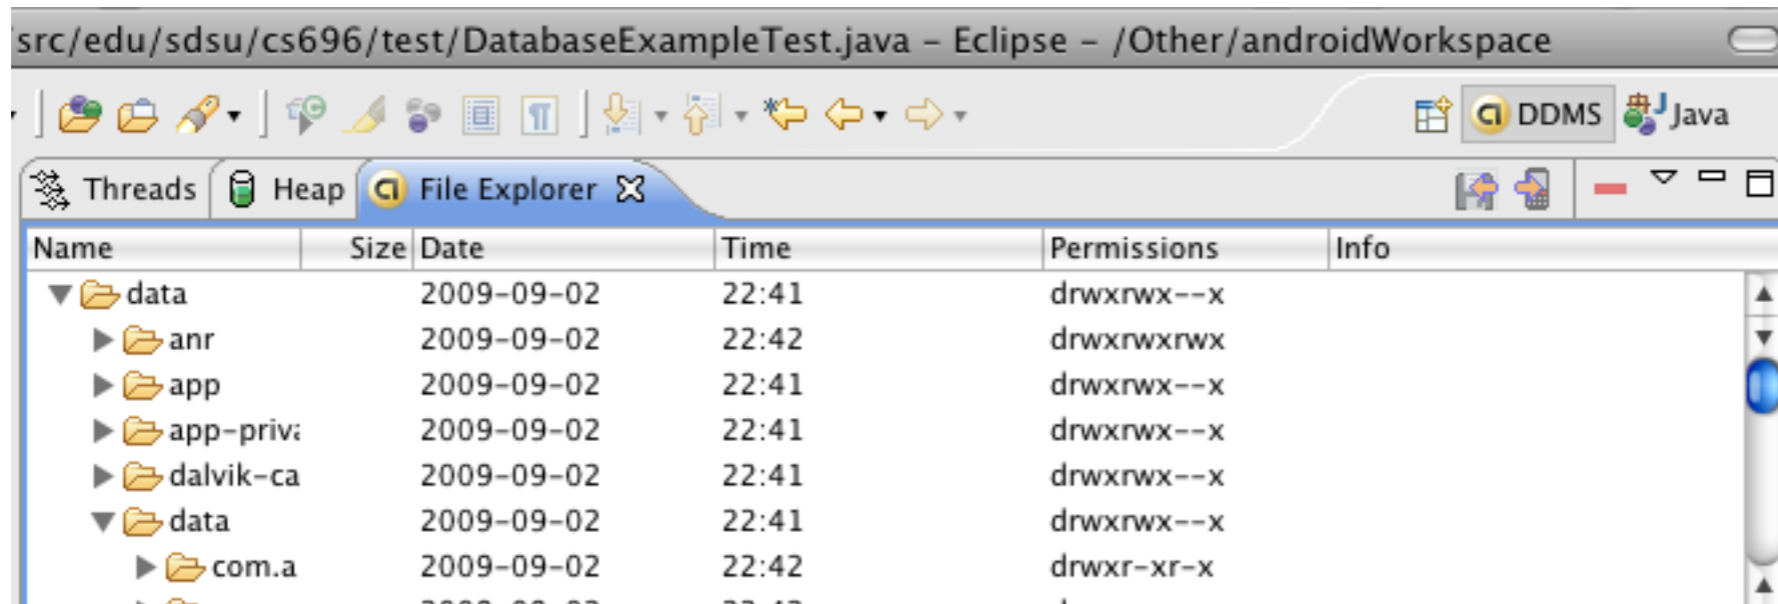 src/edu/sdsu/cs696/test/DatabaseExampleTest.java – Eclipse – /Other/androidWorkspace
DDMS Java
Threads Heap File Explorer
Name Size Date Time Permissions Info
data 2009-09-02 22:41 drwxrwx--x
anr 2009-09-02 22:42 drwxrwxrwx
app 2009-09-02 22:41 drwxrwx--x
app-priva 2009-09-02 22:41 drwxrwx--x
dalvik-ca 2009-09-02 22:41 drwxrwx--x
data 2009-09-02 22:41 drwxrwx--x
com.a 2009-09-02 22:42 drwxr-xr-x